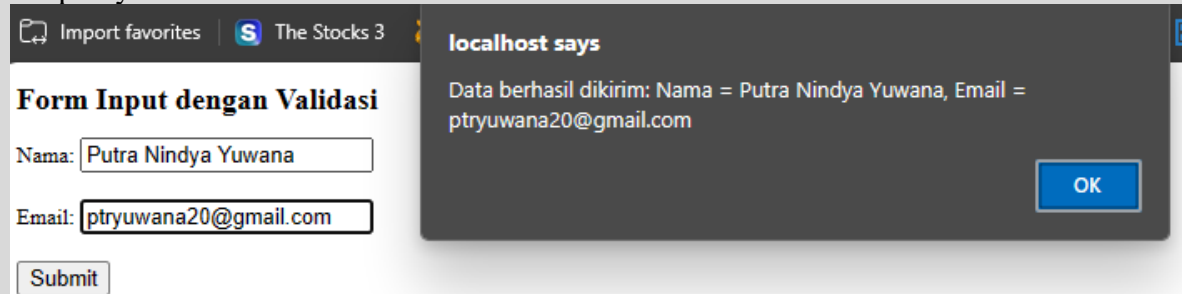 Import favorites
The Stocks 3
localhost says
Data berhasil dikirim: Nama = Putra Nindya Yuwana, Email =
ptryuwana20@gmail.com
OK
Form Input dengan Validasi
Nama: Putra Nindya Yuwana
Email: ptryuwana20@gmail.com
Submit